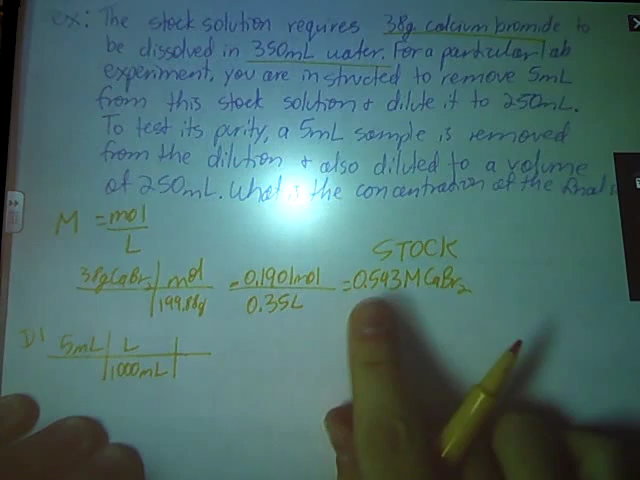 ex: The stock solution requires 38g calcium bromide to
be dissolved in 350mL water. For a particular lab
experiment, you are instructed to remove 5mL
from this stock solution + dilute it to 250mL.
To test its purity, a 5mL sample is removed
from the dilution + also diluted to a volume
of 250mL. What is the concentration of the final
M = mol
L
STOCK
38g CaBr2 | mol = 0.1901mol = 0.543M CaBr2
199.88g 0.35L
D1 5mL | L
1000mL